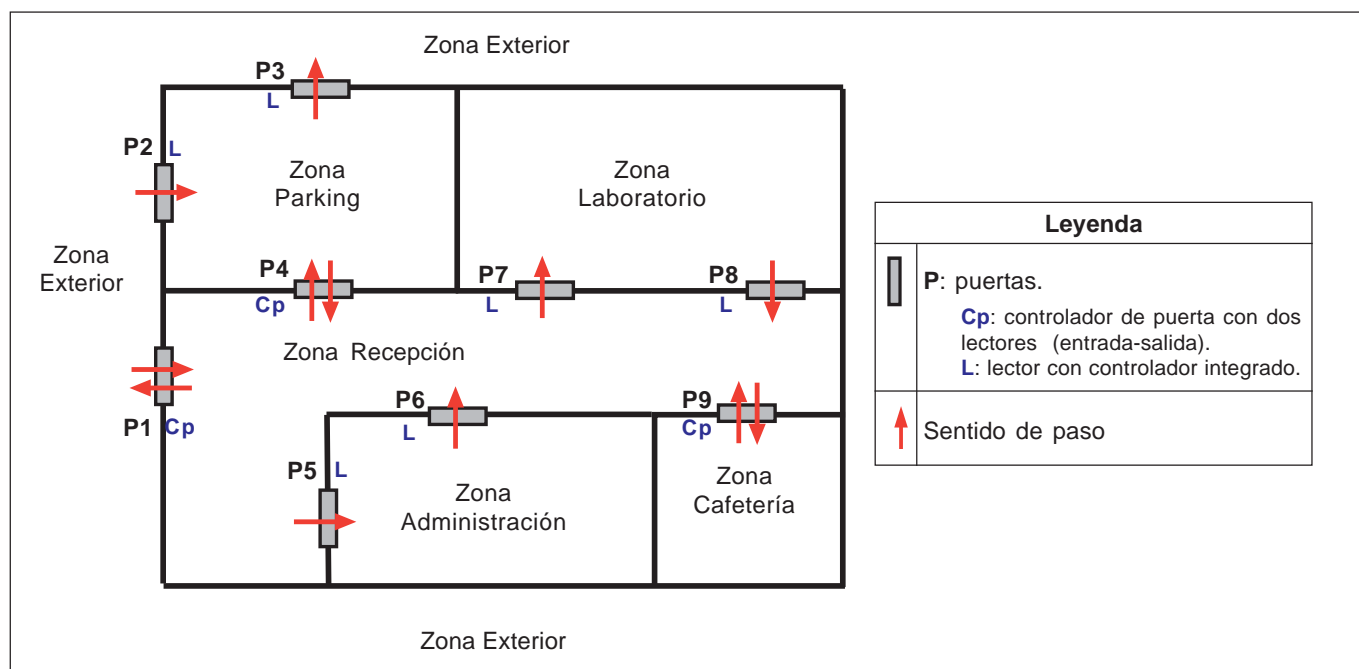 Zona Exterior
P3
L
P2 L
Zona
Parking
Zona
Laboratorio
Zona
Exterior
P4
Cp
P7
L
P8
L
Zona Recepción
P1 Cp
P6
L
P9
Cp
P5 L
Zona
Administración
Zona
Cafetería
Zona Exterior
Leyenda
P: puertas.
Cp: controlador de puerta con dos
lectores (entrada-salida).
L: lector con controlador integrado.
Sentido de paso